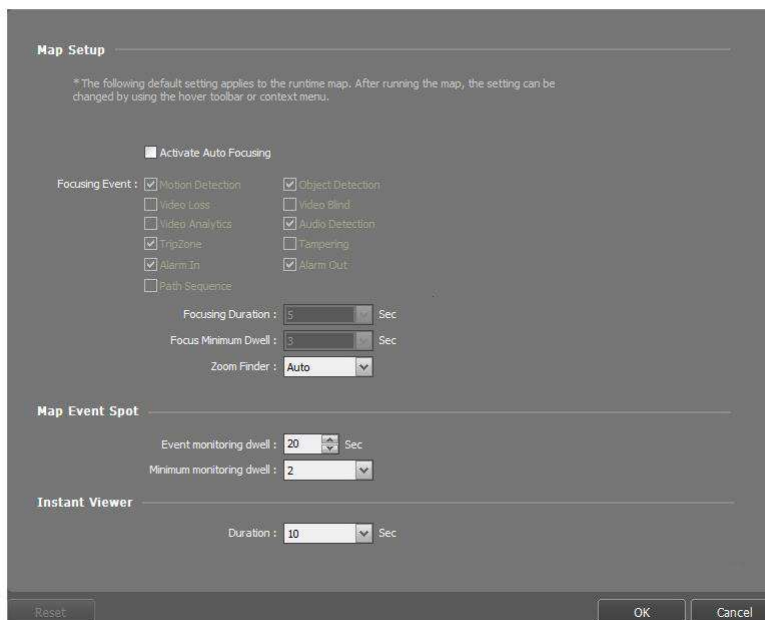 Map Setup
* The following default setting applies to the runtime map. After running the map, the setting can be
changed by using the hover toolbar or context menu.
Activate Auto Focusing
Focusing Event : Motion Detection Object Detection
Video Loss Video Blind
Video Analytics Audio Detection
TripZone Tampering
Alarm In Alarm Out
Path Sequence
Focusing Duration : 5 Sec
Focus Minimum Dwell : 3 Sec
Zoom Finder : Auto
Map Event Spot
Event monitoring dwell : 20 Sec
Minimum monitoring dwell : 2
Instant Viewer
Duration : 10 Sec
Reset OK Cancel